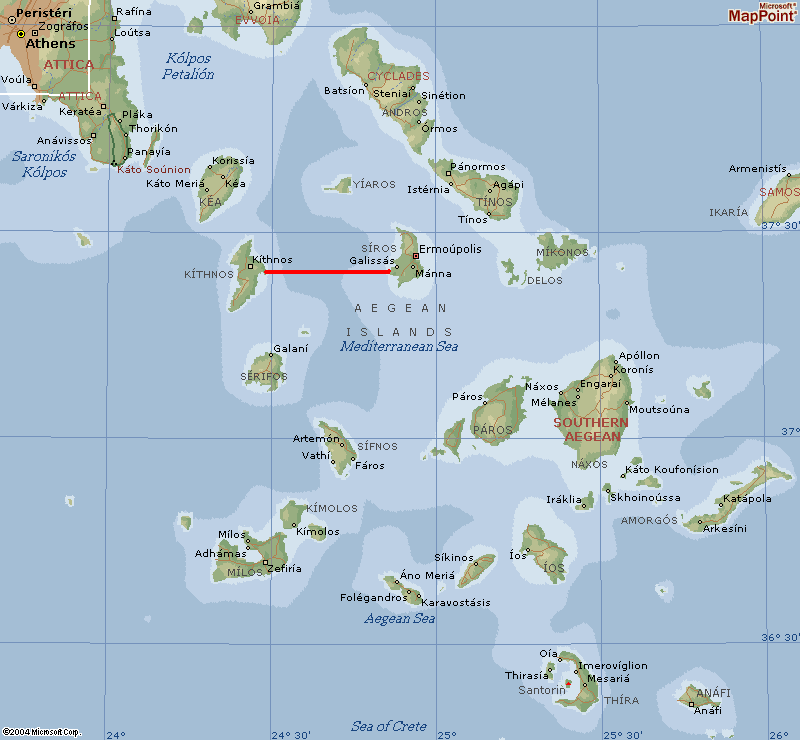 Microsoft®
MapPoint®
Peristéri
Zográfos
Athens
ATTICA
Rafína
Loútsa
Grambiá
EVVOIA
Kólpos
Petalión
Voúla
Várkiza
ATTICA
Keratéa
Pláka
Thorikón
Anávissos
Panayía
Káto Soúnion
Saronikós
Kólpos
CYCLADES
Batsíon
Steniai
Sinétion
ÁNDROS
Órmos
Korissía
Káto Meriá
Kéa
KÉA
YÍAROS
Pánormos
Istérnia
Agápi
TÍNOS
Tínos
Armenistís
SAMOS
IKARÍA
37° 30'
SÍROS
Ermoúpolis
Galissás
Mánna
MÍKONOS
DELOS
Kíthnos
KÍTHNOS
AEGEAN
ISLANDS
Mediterranean Sea
Galaní
SÉRIFOS
Apóllon
Koronís
Náxos
Engaraí
Mélanes
Moutsoúna
Páros
PÁROS
SOUTHERN
AEGEAN
37°
NÁXOS
Artemón
SÍFNOS
Vathí
Fáros
Káto Koufonísion
Iráklia
Skhoinoússa
Katápola
AMORGÓS
Arkesíni
KÍMOLOS
Kímolos
Mílos
Adhámas
MÍLOS
Zefiría
Síkinos
Íos
ÍOS
Áno Meriá
Folégandros
Karavostásis
Aegean Sea
36° 30'
Oía
Imerovíglion
Thirasía
Mesariá
Santorin
THÍRA
ANÁFI
Anáfi
Sea of Crete
©2004 Microsoft Corp.
24°
24° 30'
25°
25° 30'
26°